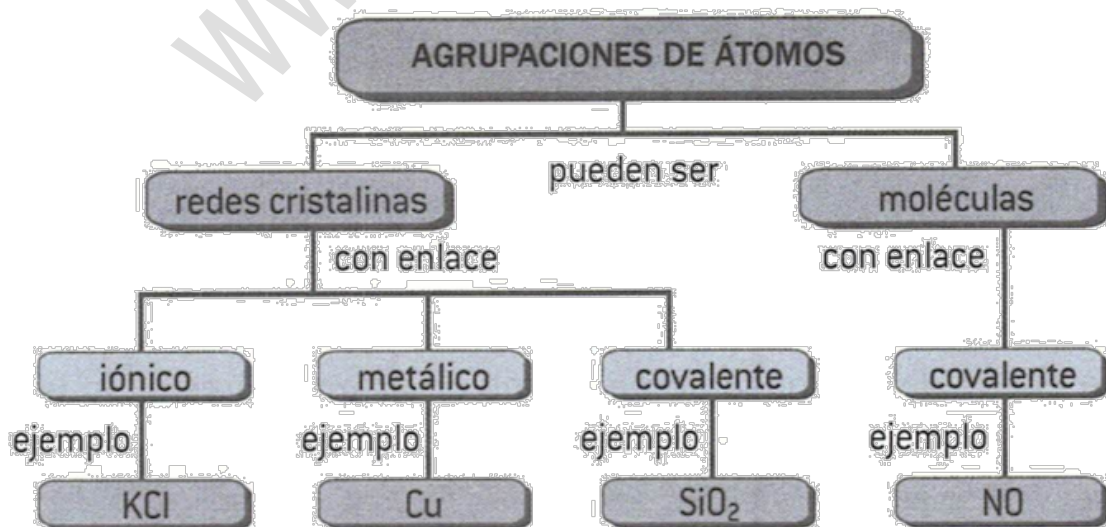 WW
AGRUPACIONES DE ÁTOMOS
pueden ser
redes cristalinas
moléculas
con enlace
con enlace
iónico
metálico
covalente
covalente
ejemplo
ejemplo
ejemplo
ejemplo
KCl
Cu
SiO₂
NO